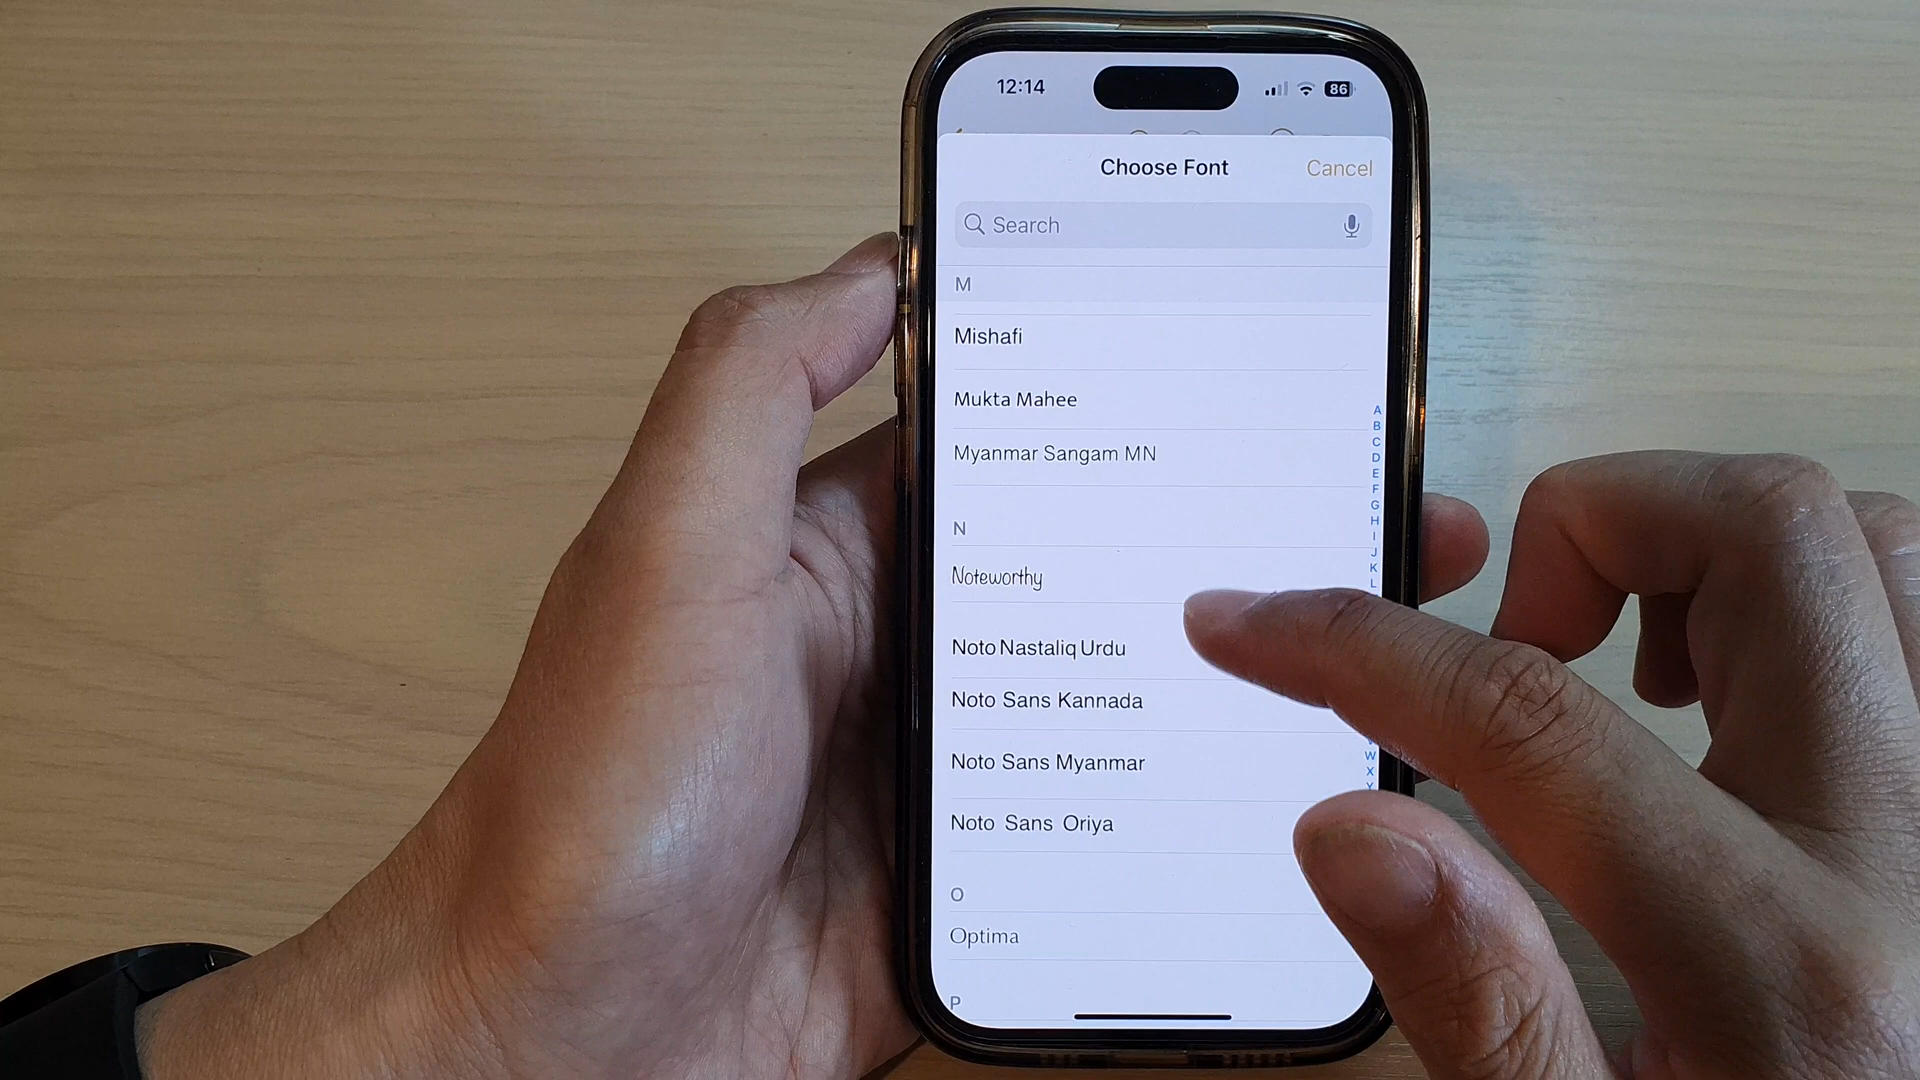 12:14
86
Choose Font
Cancel
Search
M
Mishafi
Mukta Mahee
Myanmar Sangam MN
N
Noteworthy
Noto Nastaliq Urdu
Noto Sans Kannada
Noto Sans Myanmar
Noto Sans Oriya
O
Optima
P
A
B
C
D
E
F
G
H
I
J
K
L
W
X
Y